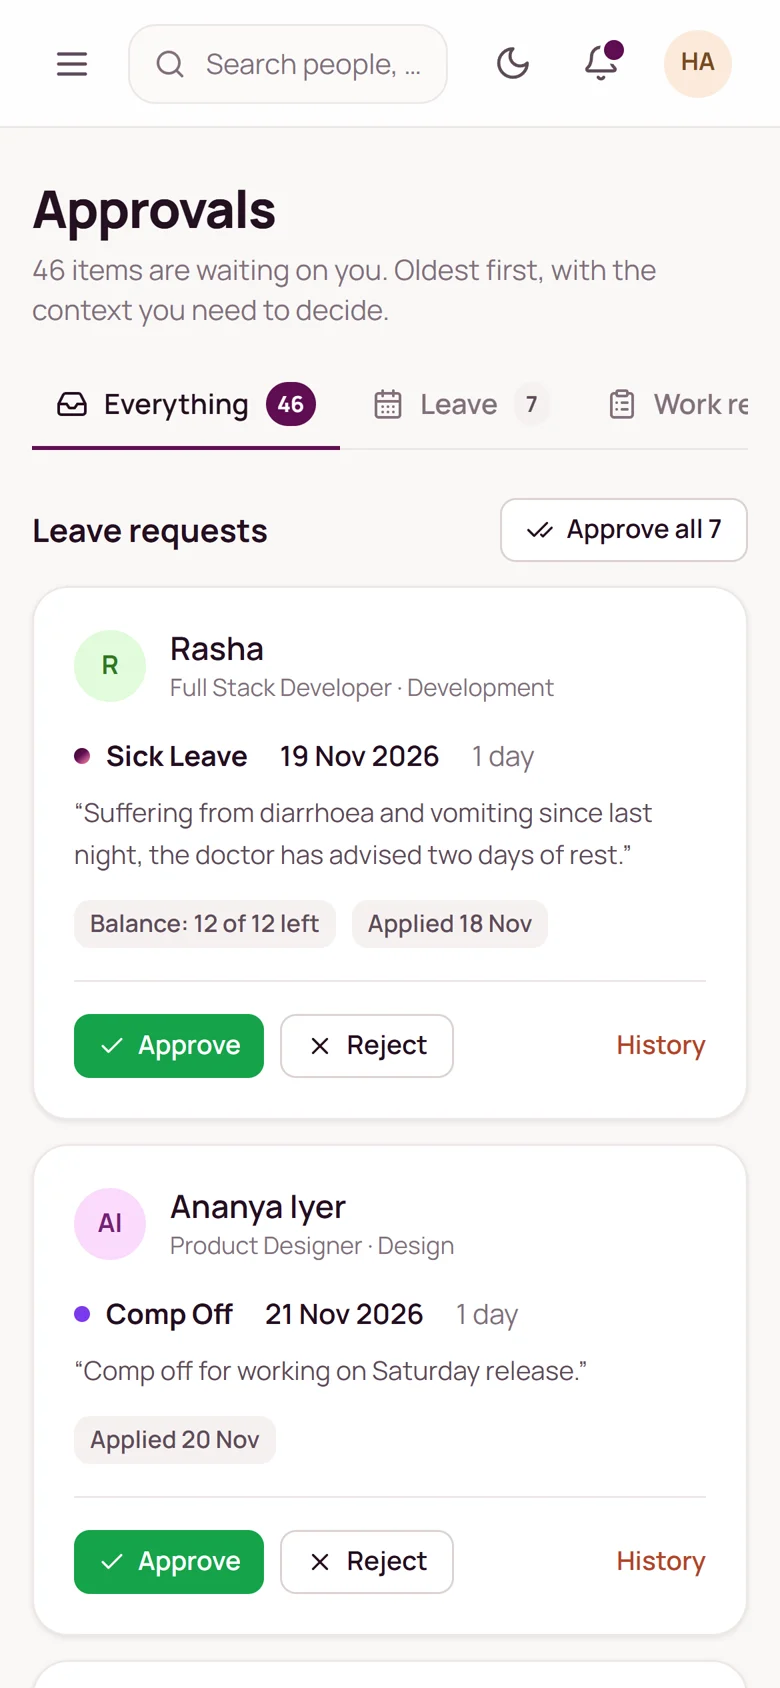 Search people, ...
HA
Approvals
46 items are waiting on you. Oldest first, with the
context you need to decide.
Everything 46 Leave 7 Work re
Leave requests Approve all 7
R
Rasha
Full Stack Developer · Development
Sick Leave 19 Nov 2026 1 day
“Suffering from diarrhoea and vomiting since last
night, the doctor has advised two days of rest.”
Balance: 12 of 12 left Applied 18 Nov
Approve Reject History
AI
Ananya Iyer
Product Designer · Design
Comp Off 21 Nov 2026 1 day
“Comp off for working on Saturday release.”
Applied 20 Nov
Approve Reject History